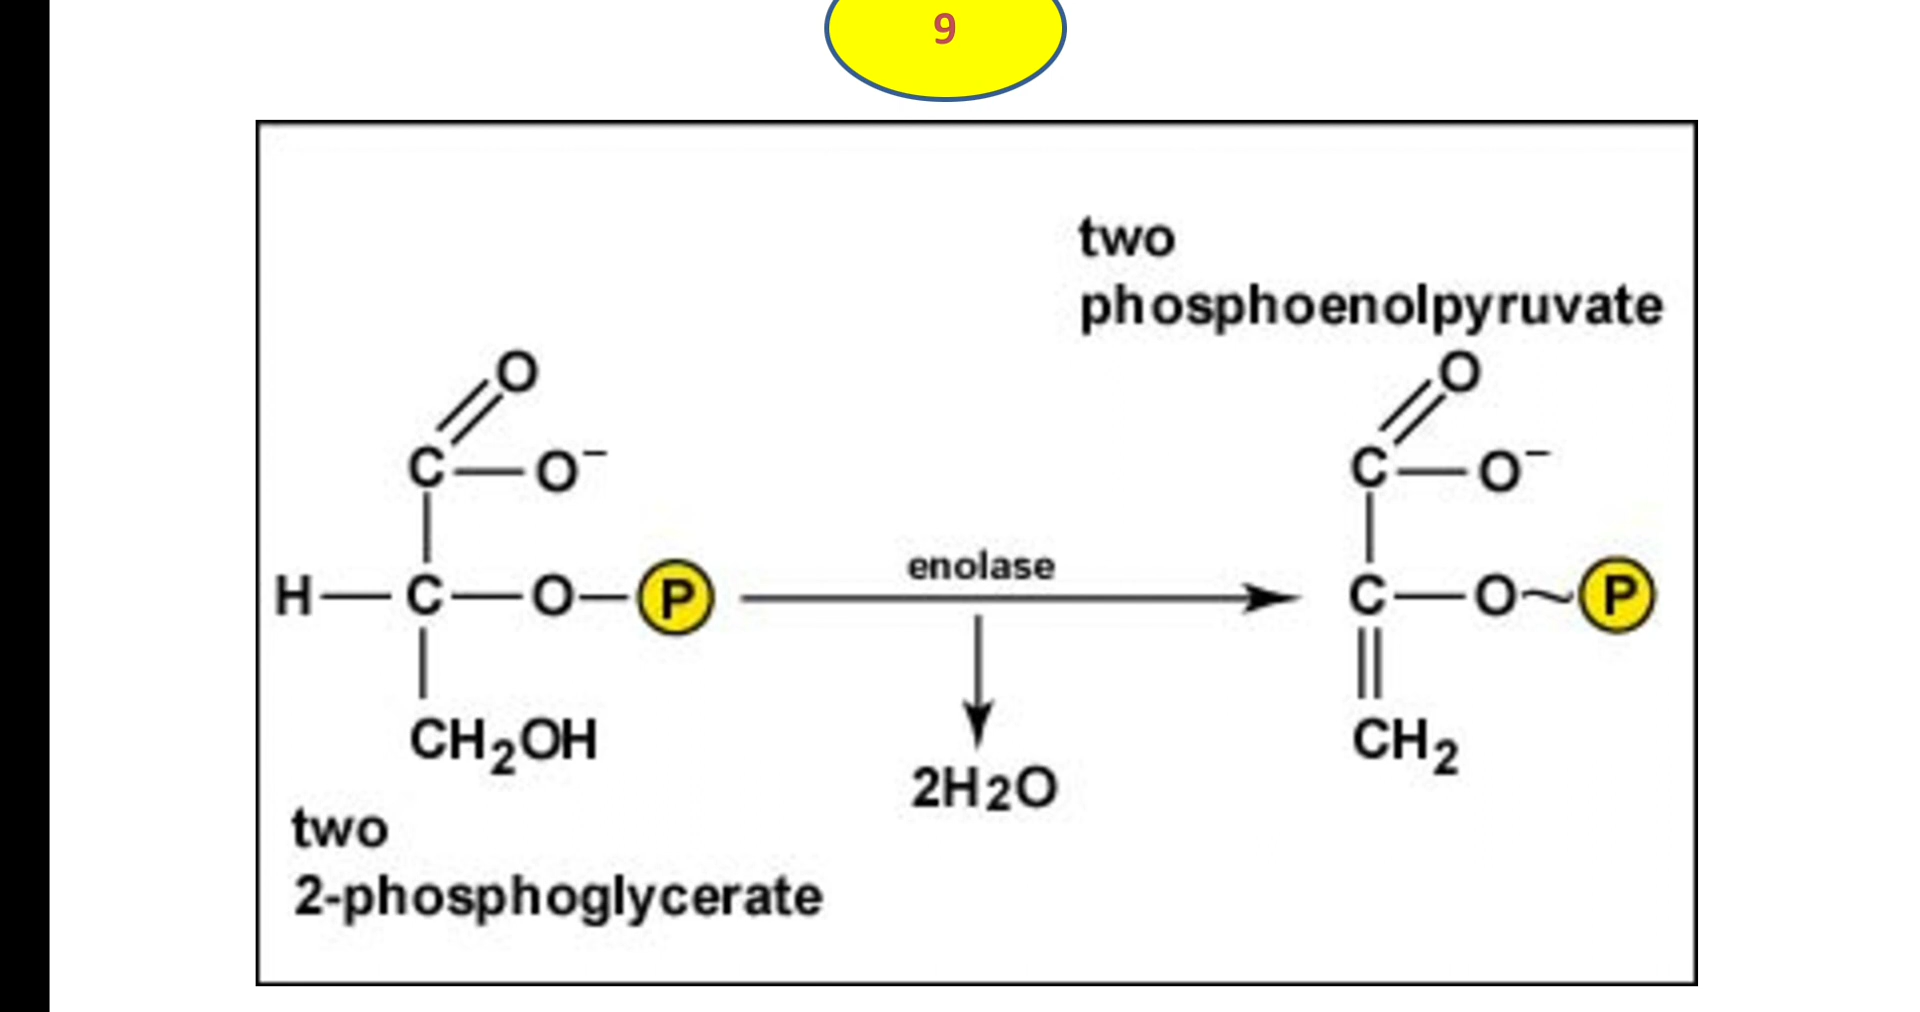 9
two
phosphoenolpyruvate
O O
C—O⁻ C—O⁻
enolase
H—C—O—P C—O~P
CH₂OH CH₂
2H2O
two
2-phosphoglycerate